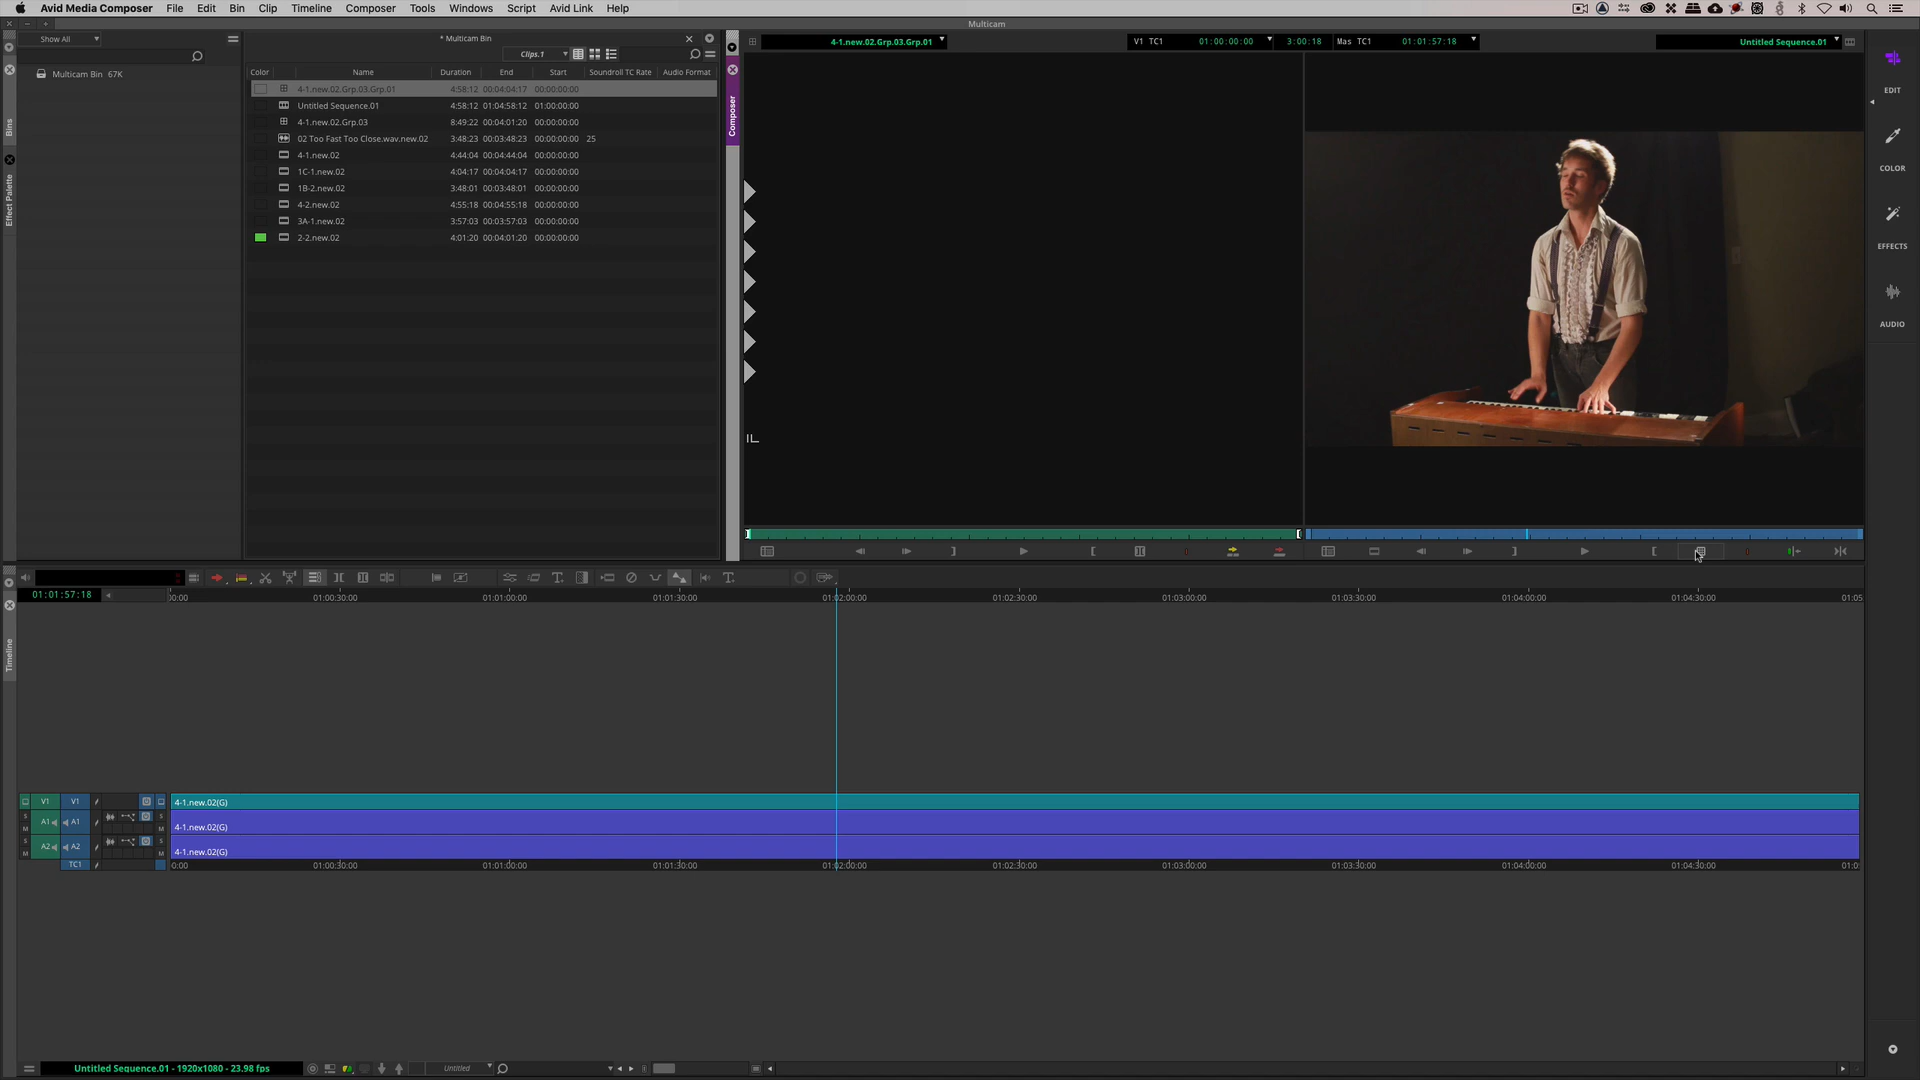 Avid Media Composer File Edit Bin Clip Timeline Composer Tools Windows Script Avid Link Help
Multicam
Show All
Multicam Bin 67K
Bins
Effect Palette
* Multicam Bin
Clips.1
Color Name Duration End Start Soundroll TC Rate Audio Format
4-1.new.02.Grp.03.Grp.01 4:58:12 00:04:04:17 00:00:00:00
Untitled Sequence.01 4:58:12 01:04:58:12 01:00:00:00
4-1.new.02.Grp.03 8:49:22 00:04:01:20 00:00:00:00
02 Too Fast Too Close.wav.new.02 3:48:23 00:03:48:23 00:00:00:00 25
4-1.new.02 4:44:04 00:04:44:04 00:00:00:00
1C-1.new.02 4:04:17 00:04:04:17 00:00:00:00
1B-2.new.02 3:48:01 00:03:48:01 00:00:00:00
4-2.new.02 4:55:18 00:04:55:18 00:00:00:00
3A-1.new.02 3:57:03 00:03:57:03 00:00:00:00
2-2.new.02 4:01:20 00:04:01:20 00:00:00:00
Composer
4-1.new.02.Grp.03.Grp.01 V1 TC1 01:00:00:00 3:00:18 Mas TC1 01:01:57:18 Untitled Sequence.01
IL
EDIT
COLOR
EFFECTS
AUDIO
01:01:57:18
0:00 01:00:30:00 01:01:00:00 01:01:30:00 01:02:00:00 01:02:30:00 01:03:00:00 01:03:30:00 01:04:00:00 01:04:30:00 01:05
Timeline
V1 V1 4-1.new.02(G)
S A1 A1 S 4-1.new.02(G)
M M
S A2 A2 S 4-1.new.02(G)
M M
TC1 0:00 01:00:30:00 01:01:00:00 01:01:30:00 01:02:00:00 01:02:30:00 01:03:00:00 01:03:30:00 01:04:00:00 01:04:30:00 01:0
Untitled Sequence.01 - 1920x1080 - 23.98 fps Untitled